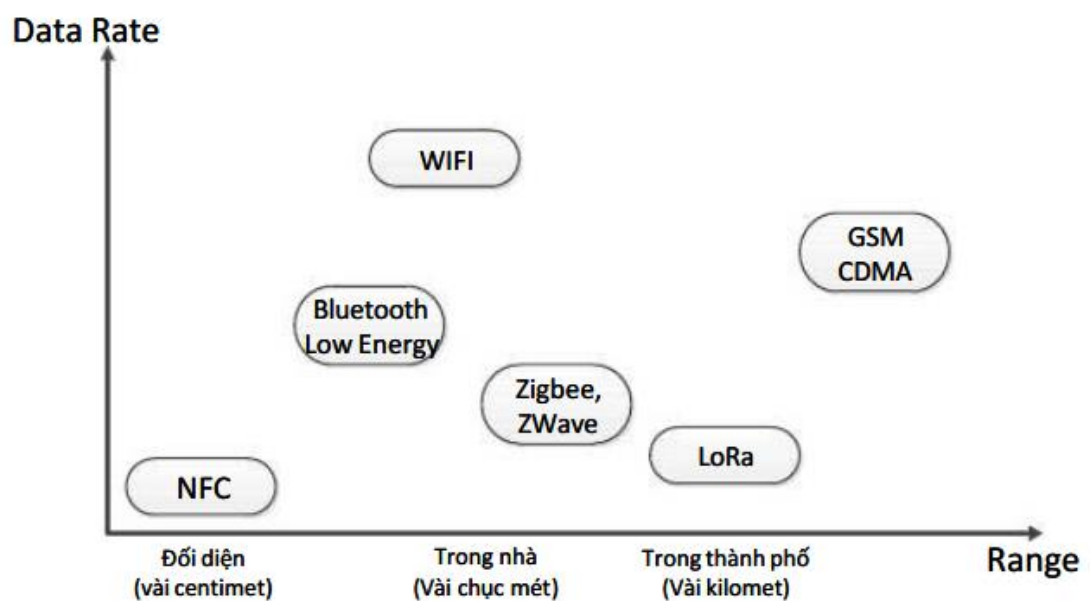 Data Rate
WIFI
GSM
CDMA
Bluetooth
Low Energy
Zigbee,
ZWave
LoRa
NFC
Đối diện
(vài centimet)
Trong nhà
(Vài chục mét)
Trong thành phố
(Vài kilomet)
Range